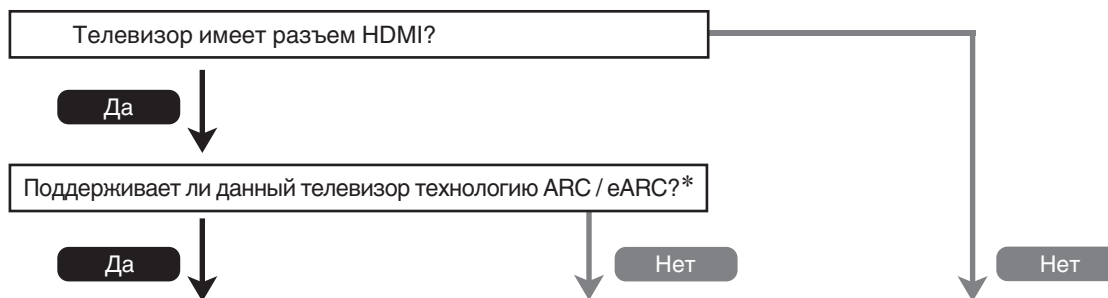 Телевизор имеет разъем HDMI?
Да
Поддерживает ли данный телевизор технологию ARC / eARC?*
Да
Нет
Нет